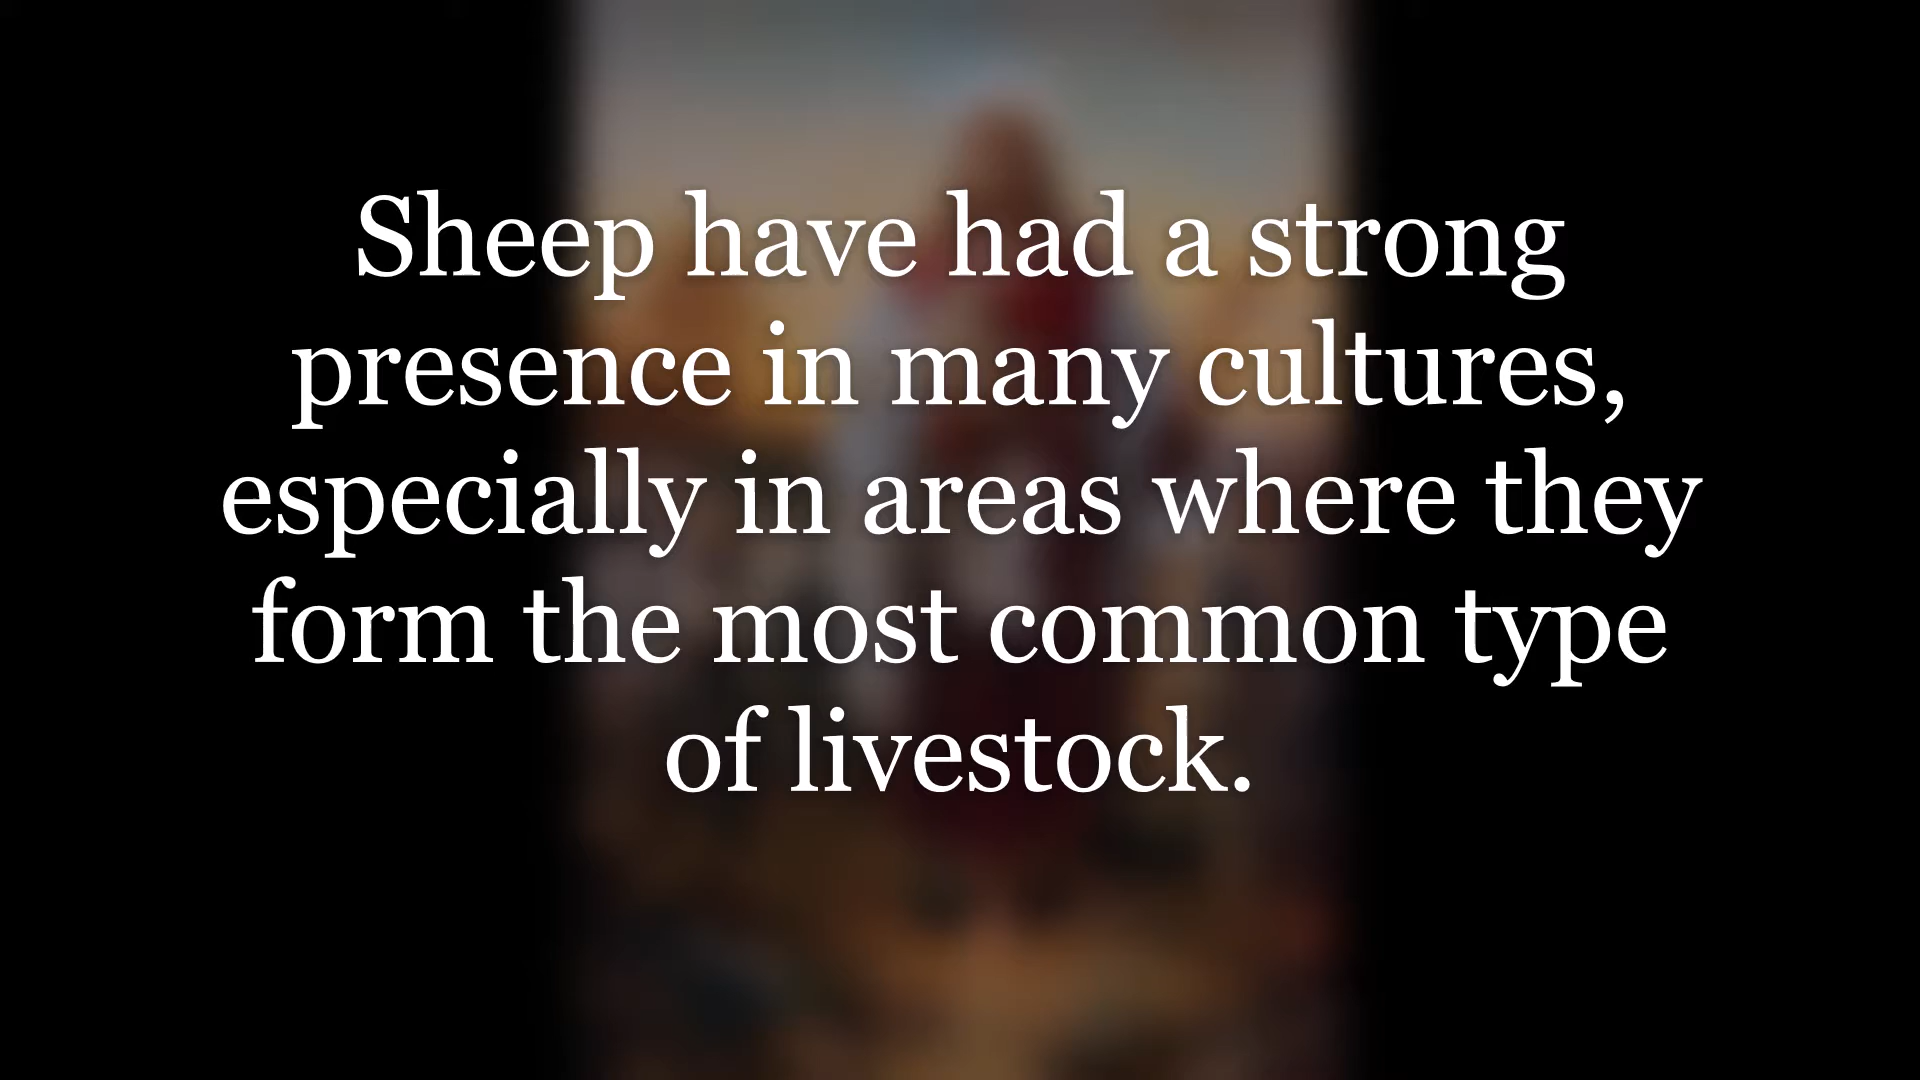 Sheep have had a strong
presence in many cultures,
especially in areas where they
form the most common type
of livestock.